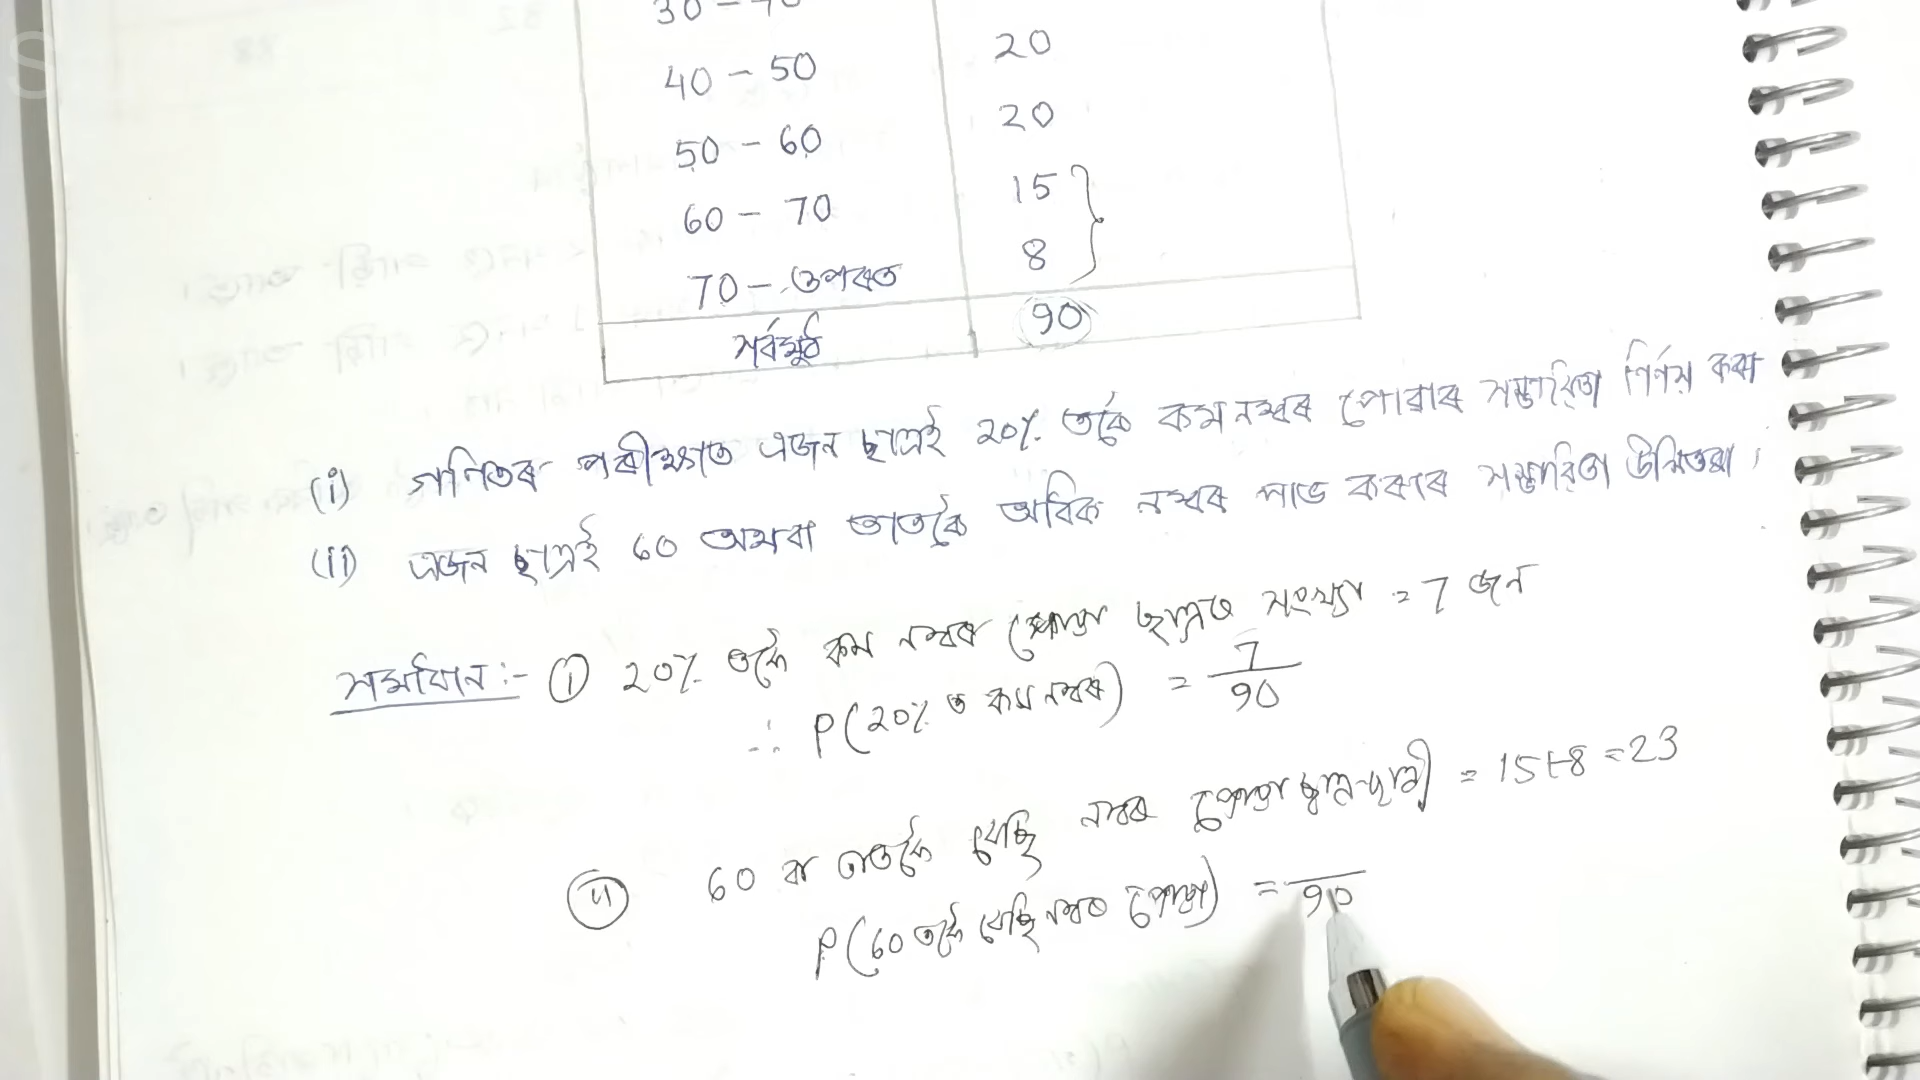 40 - 50 20
50 - 60 20
60 - 70 15
70 - ওপৰত 8
সৰ্বমুঠ 90
(i) গণিতৰ পৰীক্ষাত এজন ছাত্ৰই 20% তকৈ কম নম্বৰ পোৱাৰ সম্ভাৱিতা নিৰ্ণয় কৰা
(ii) এজন ছাত্ৰই 60 অথবা তাতকৈ অধিক নম্বৰ লাভ কৰাৰ সম্ভাৱিতা উলিওৱা।
সমাধান :- (i) 20% তকৈ কম নম্বৰ পোৱা ছাত্ৰৰ সংখ্যা = 7 জন
∴ P(20% ত কম নম্বৰ) = 7/90
(ii) 60 বা তাতকৈ বেছি নম্বৰ পোৱা ছাত্ৰ-ছাত্ৰী = 15+8 = 23
P(60 তকৈ বেছি নম্বৰ পোৱা) = /90